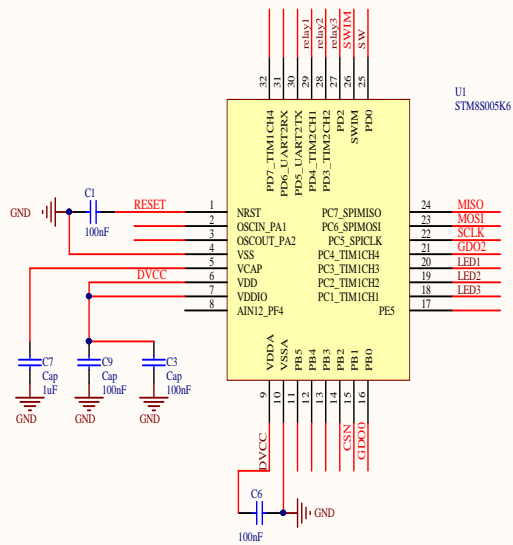 relay1
relay2
relay3
SWIM
SW
32
31
30
29
28
27
26
25
U1
STM8S005K6
PD7_TIM1CH4
PD6_UART2RX
PD5_UART2TX
PD4_TIM2CH1
PD3_TIM2CH2
PD2
SWIM
PD0
C1
100nF
GND
RESET
1 NRST
2 OSCIN_PA1
3 OSCOUT_PA2
4 VSS
5 VCAP
DVCC 6 VDD
7 VDDIO
8 AIN12_PF4
PC7_SPIMISO 24 MISO
PC6_SPIMOSI 23 MOSI
PC5_SPICLK 22 SCLK
PC4_TIM1CH4 21 GDO2
PC3_TIM1CH3 20 LED1
PC2_TIM1CH2 19 LED2
PC1_TIM1CH1 18 LED3
PE5 17
C7
Cap
1uF
GND
C9
Cap
100nF
GND
C3
Cap
100nF
GND
VDDA
VSSA
PB5
PB4
PB3
PB2
PB1
PB0
9
10
11
12
13
14
15
16
DVCC
CSN
GDO0
C6
100nF
GND